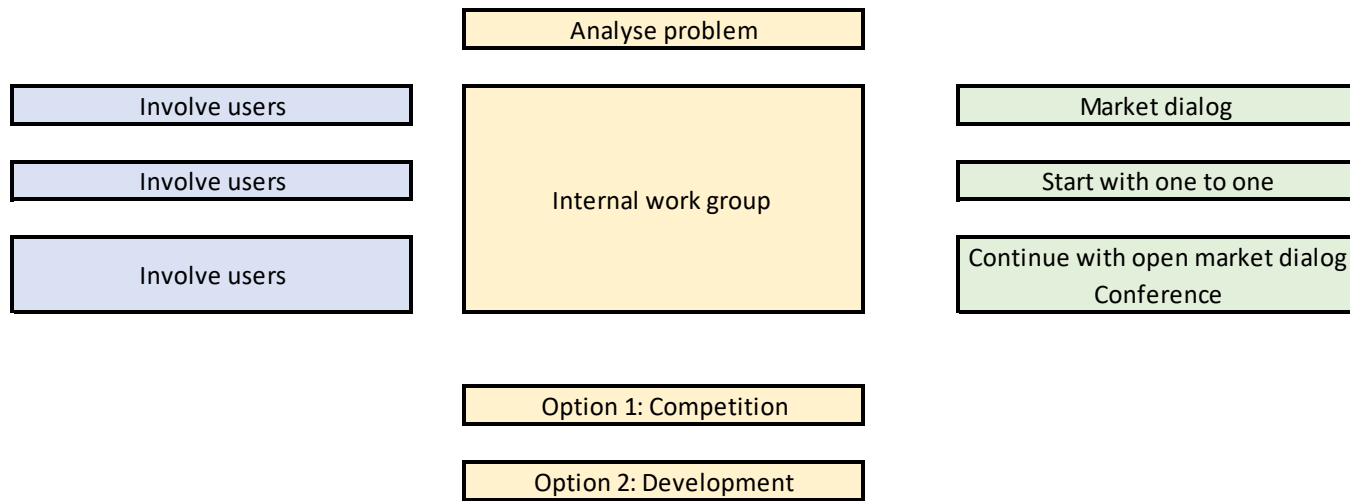 Analyse problem
Involve users
Market dialog
Involve users
Start with one to one
Internal work group
Involve users
Continue with open market dialog
Conference
Option 1: Competition
Option 2: Development